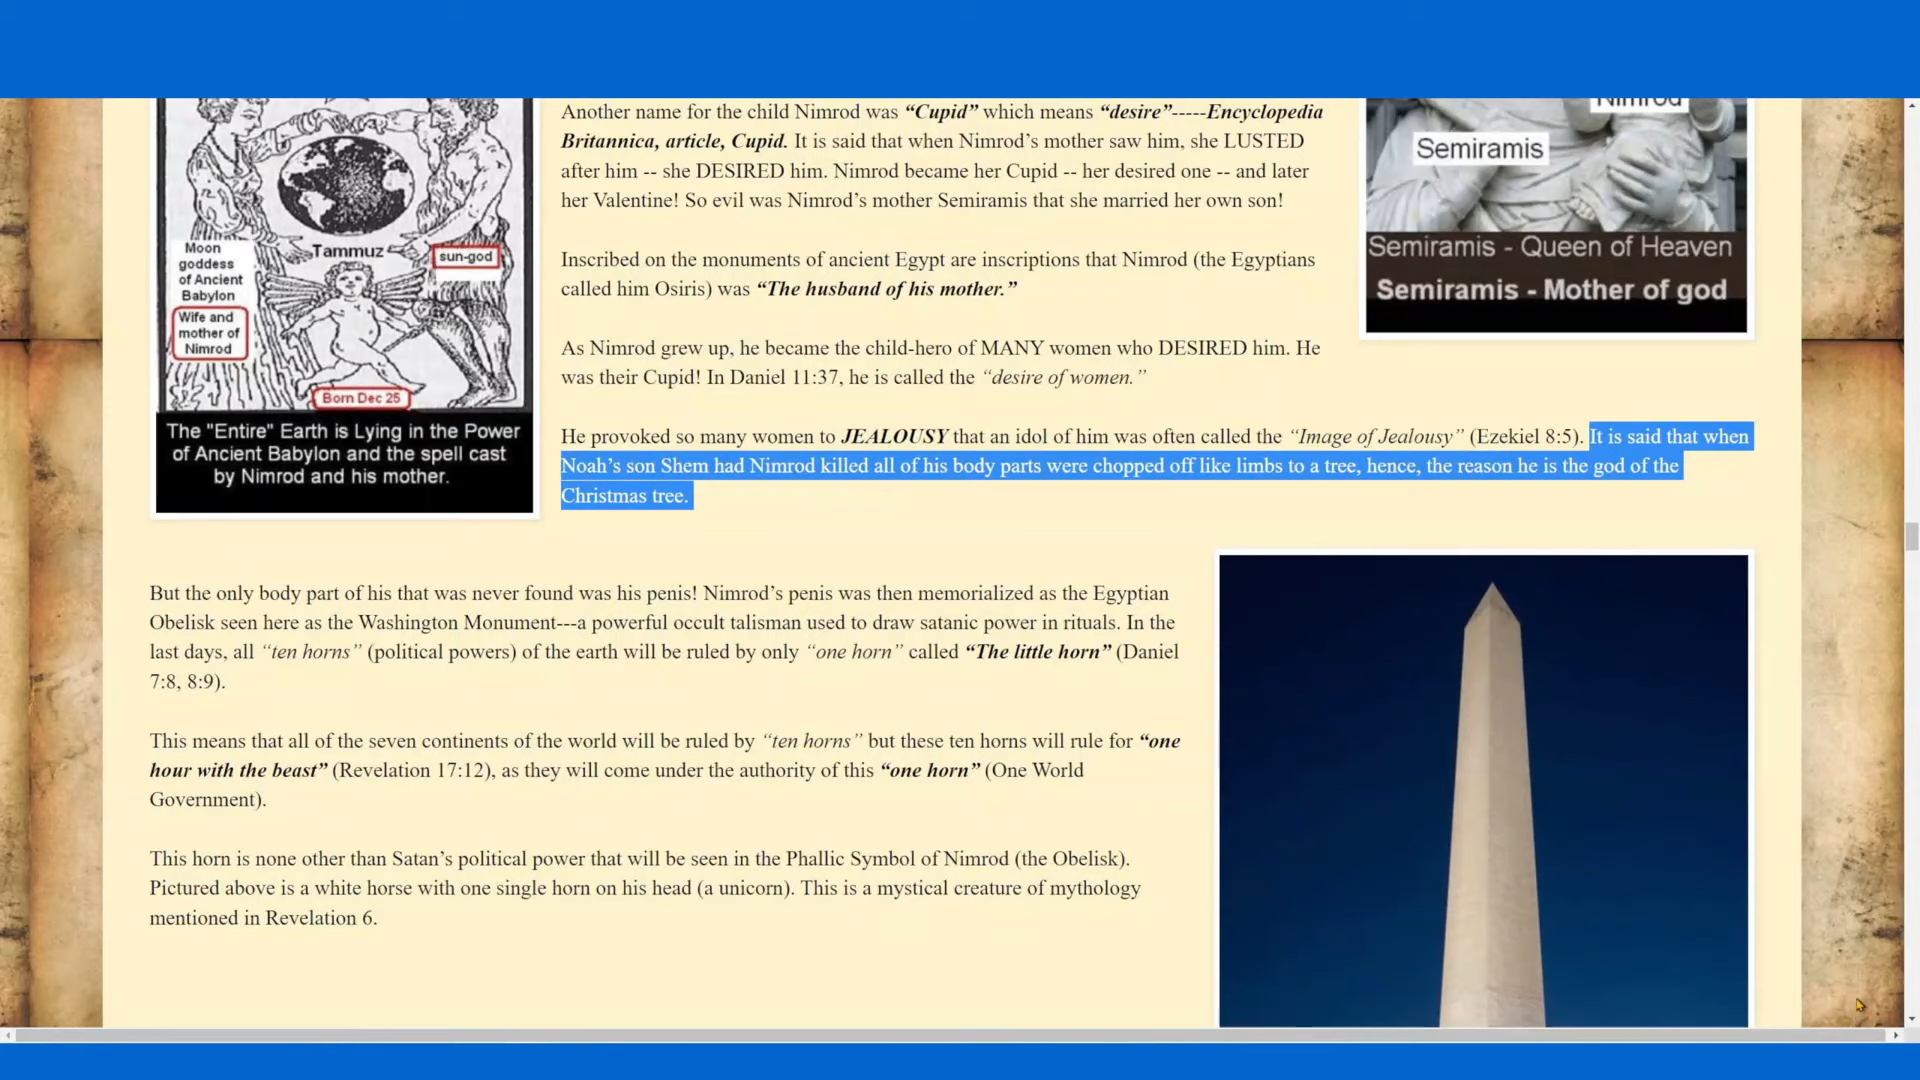 Moon
goddess
of Ancient
Babylon
Wife and
mother of
Nimrod
Tammuz
sun-god
Born Dec 25
The "Entire" Earth is Lying in the Power
of Ancient Babylon and the spell cast
by Nimrod and his mother.
Another name for the child Nimrod was “Cupid” which means “desire”-----Encyclopedia
Britannica, article, Cupid. It is said that when Nimrod’s mother saw him, she LUSTED
after him -- she DESIRED him. Nimrod became her Cupid -- her desired one -- and later
her Valentine! So evil was Nimrod’s mother Semiramis that she married her own son!
Inscribed on the monuments of ancient Egypt are inscriptions that Nimrod (the Egyptians
called him Osiris) was “The husband of his mother.”
As Nimrod grew up, he became the child-hero of MANY women who DESIRED him. He
was their Cupid! In Daniel 11:37, he is called the “desire of women.”
He provoked so many women to JEALOUSY that an idol of him was often called the “Image of Jealousy” (Ezekiel 8:5). It is said that when
Noah’s son Shem had Nimrod killed all of his body parts were chopped off like limbs to a tree, hence, the reason he is the god of the
Christmas tree.
Nimrod
Semiramis
Semiramis - Queen of Heaven
Semiramis - Mother of god
But the only body part of his that was never found was his penis! Nimrod’s penis was then memorialized as the Egyptian
Obelisk seen here as the Washington Monument---a powerful occult talisman used to draw satanic power in rituals. In the
last days, all “ten horns” (political powers) of the earth will be ruled by only “one horn” called “The little horn” (Daniel
7:8, 8:9).
This means that all of the seven continents of the world will be ruled by “ten horns” but these ten horns will rule for “one
hour with the beast” (Revelation 17:12), as they will come under the authority of this “one horn” (One World
Government).
This horn is none other than Satan’s political power that will be seen in the Phallic Symbol of Nimrod (the Obelisk).
Pictured above is a white horse with one single horn on his head (a unicorn). This is a mystical creature of mythology
mentioned in Revelation 6.